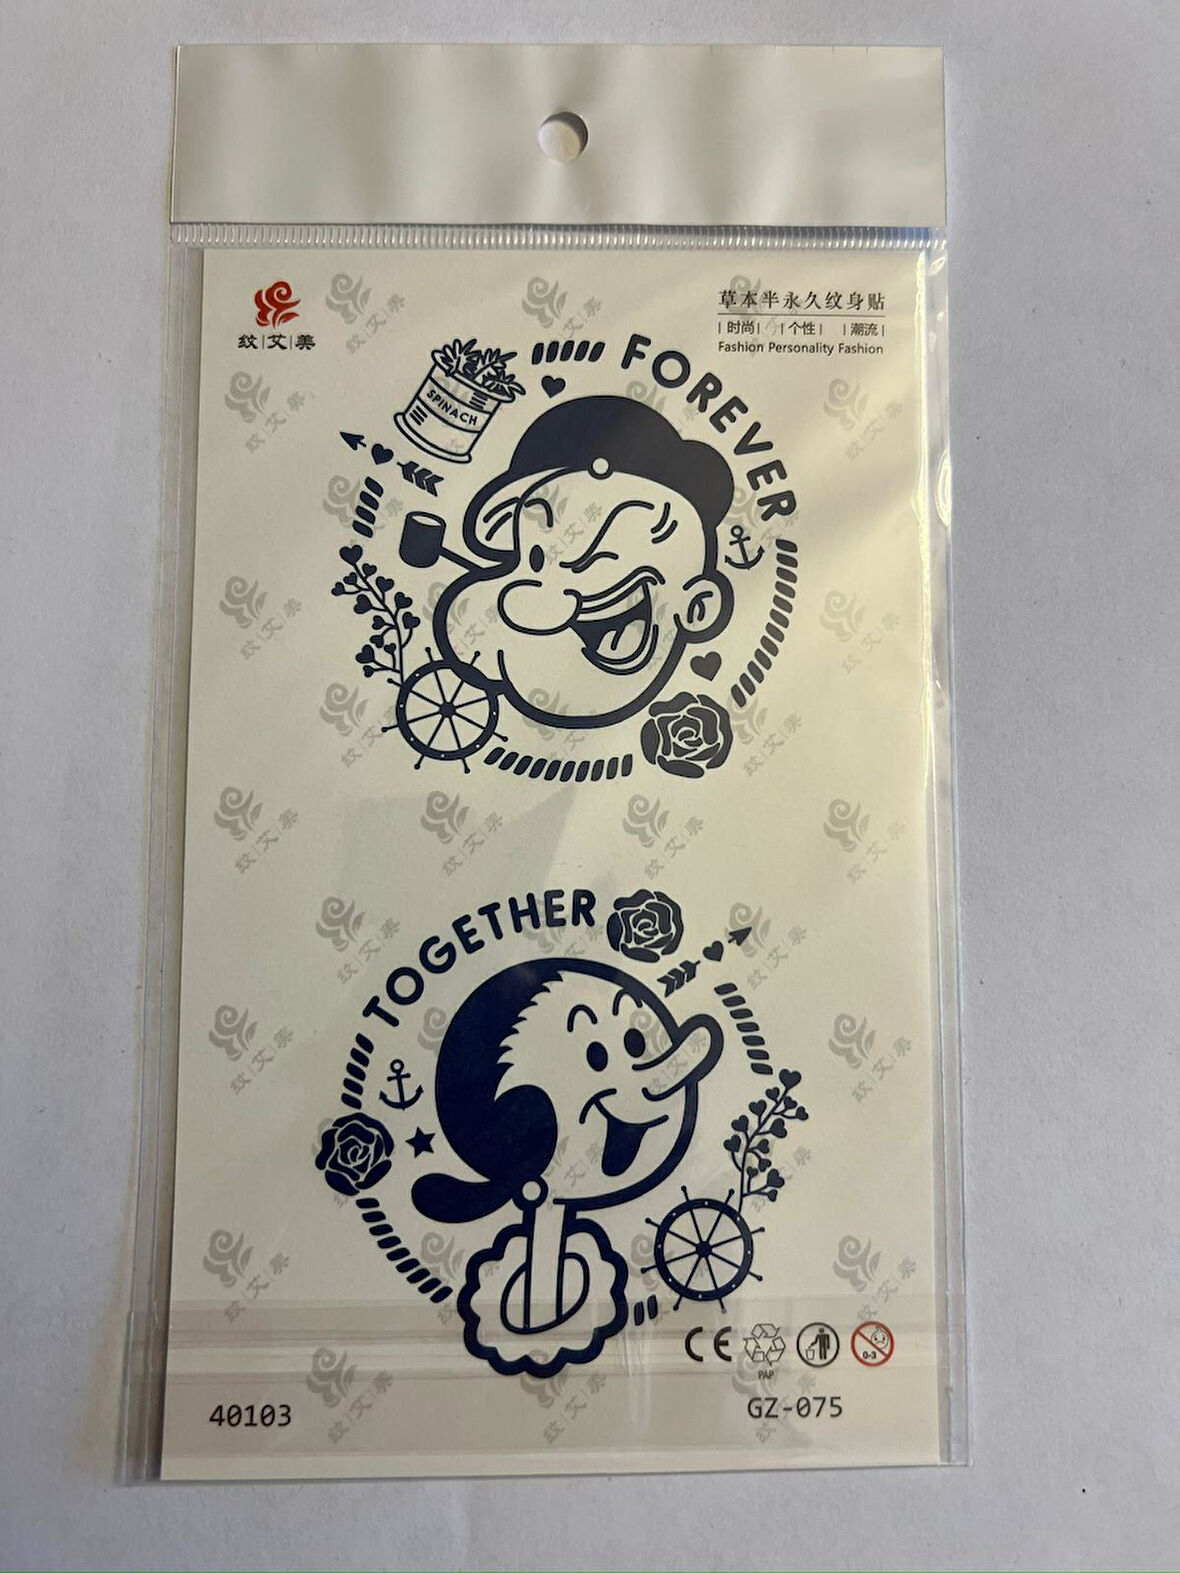 纹|艾|美
草本半永久纹身贴
|时尚| |个性| |潮流|
Fashion Personality Fashion
FOREVER
SPINACH
TOGETHER
CE
PAP
0-3
40103
GZ-075